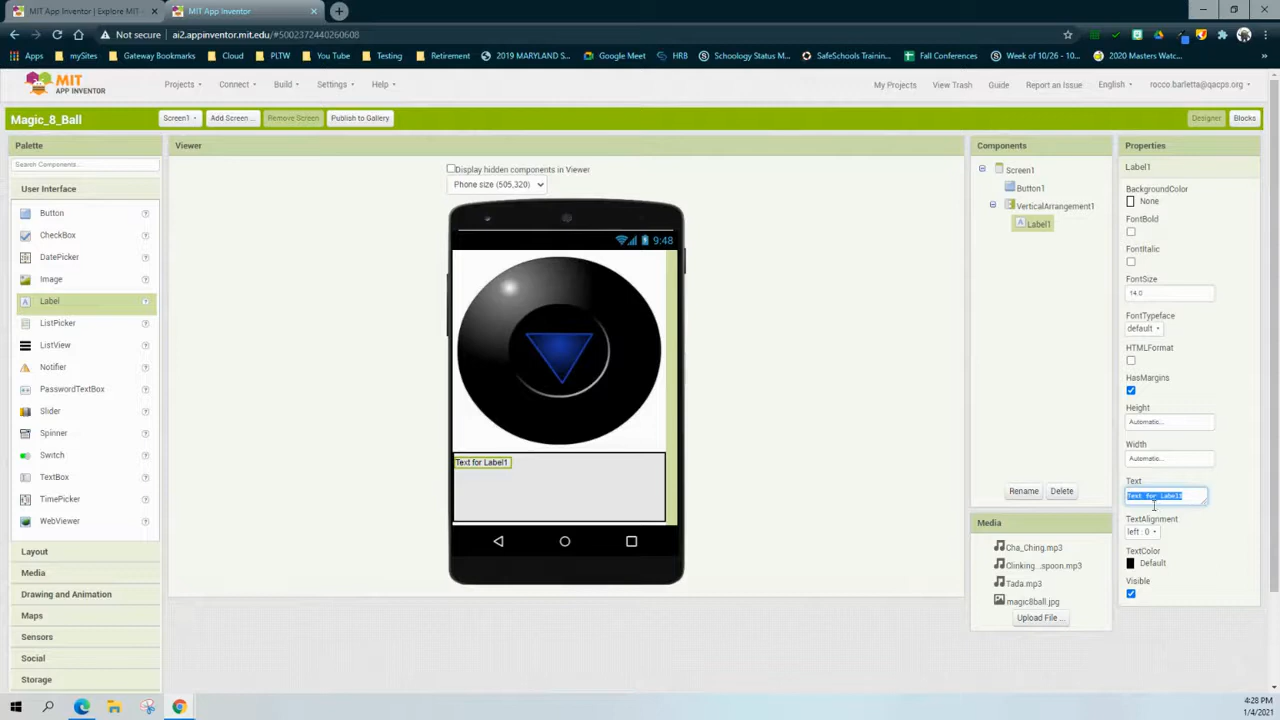 MIT App Inventor | Explore MIT
MIT App Inventor
Not secure ai2.appinventor.mit.edu/#5002372440260608
Apps mySites Gateway Bookmarks Cloud PLTW You Tube Testing Retirement 2019 MARYLAND S... Google Meet HRB Schoology Status M... SafeSchools Trainin... Fall Conferences Week of 10/26 - 10... 2020 Masters Watc... »
MIT
APP INVENTOR
Projects Connect Build Settings Help My Projects View Trash Guide Report an Issue English rocco.barletta@qacps.org
Magic_8_Ball Screen1 Add Screen ... Remove Screen Publish to Gallery Designer Blocks
Palette
Search Components...
User Interface
Button ?
CheckBox ?
DatePicker ?
Image ?
Label ?
ListPicker ?
ListView ?
Notifier ?
PasswordTextBox ?
Slider ?
Spinner ?
Switch ?
TextBox ?
TimePicker ?
WebViewer ?
Layout
Media
Drawing and Animation
Maps
Sensors
Social
Storage
Viewer
Display hidden components in Viewer
Phone size (505,320)
9:48
Text for Label1
Components
Screen1
Button1
VerticalArrangement1
A Label1
Rename Delete
Media
Cha_Ching.mp3
Clinking...spoon.mp3
Tada.mp3
magic8ball.jpg
Upload File ...
Properties
Label1
BackgroundColor
None
FontBold
FontItalic
FontSize
14.0
FontTypeface
default
HTMLFormat
HasMargins
Height
Automatic...
Width
Automatic...
Text
Text for Label1
TextAlignment
left : 0
TextColor
Default
Visible
4:28 PM
1/4/2021